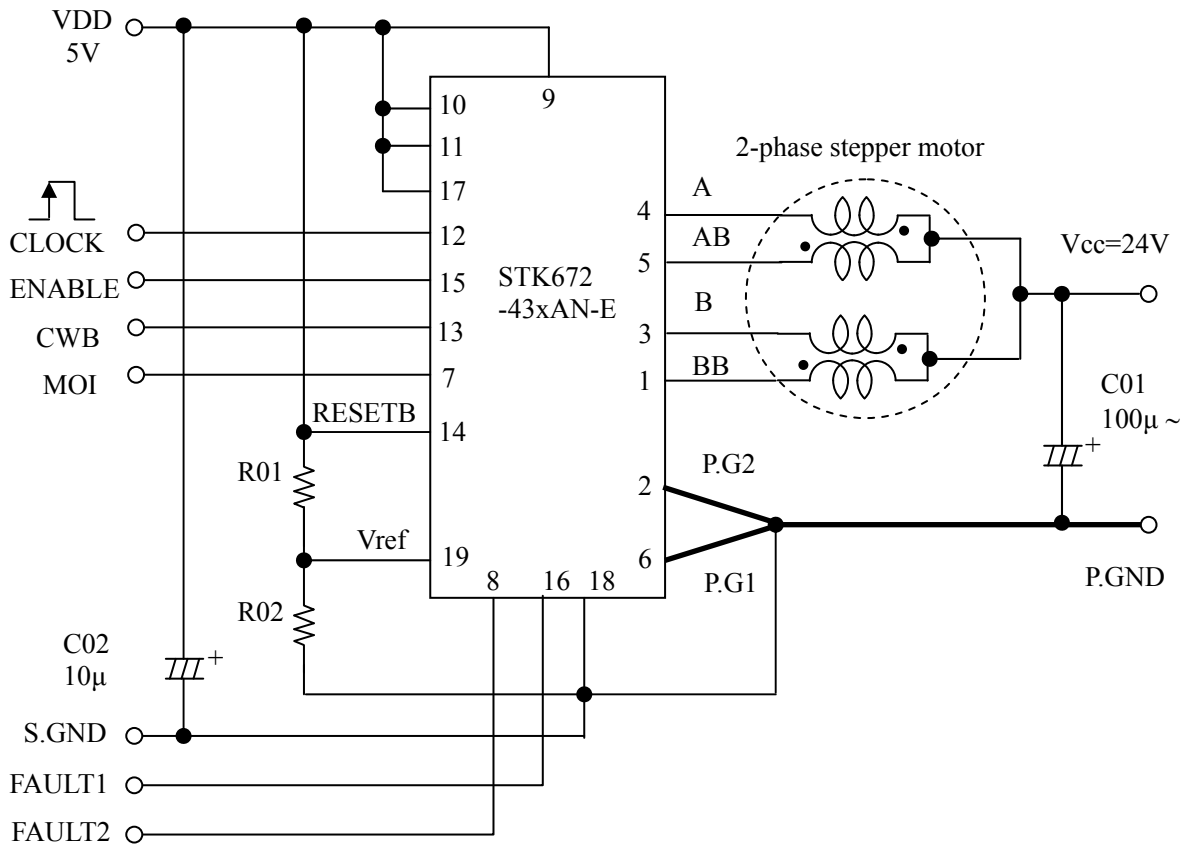 VDD
5V
9
10
11
17
2-phase stepper motor
A
4
CLOCK
12
AB
5
Vcc=24V
ENABLE
15
STK672
-43xAN-E
B
CWB
13
3
MOI
7
BB
1
C01
100μ ~
+
RESETB
14
R01
P.G2
2
Vref
19
6
P.G1
P.GND
8
16
18
R02
C02
10μ
+
S.GND
FAULT1
FAULT2